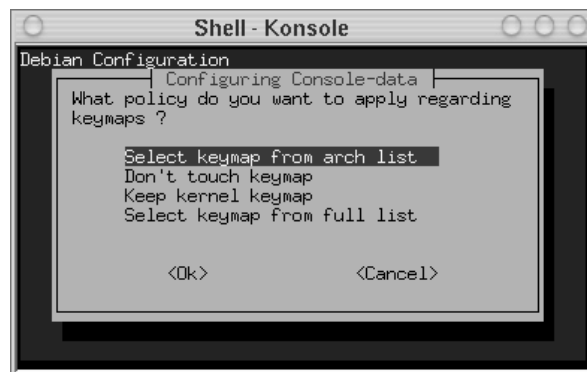 Shell - Konsole
Debian Configuration
Configuring Console-data
What policy do you want to apply regarding
keymaps ?
Select keymap from arch list
Don't touch keymap
Keep kernel keymap
Select keymap from full list
<Ok> <Cancel>